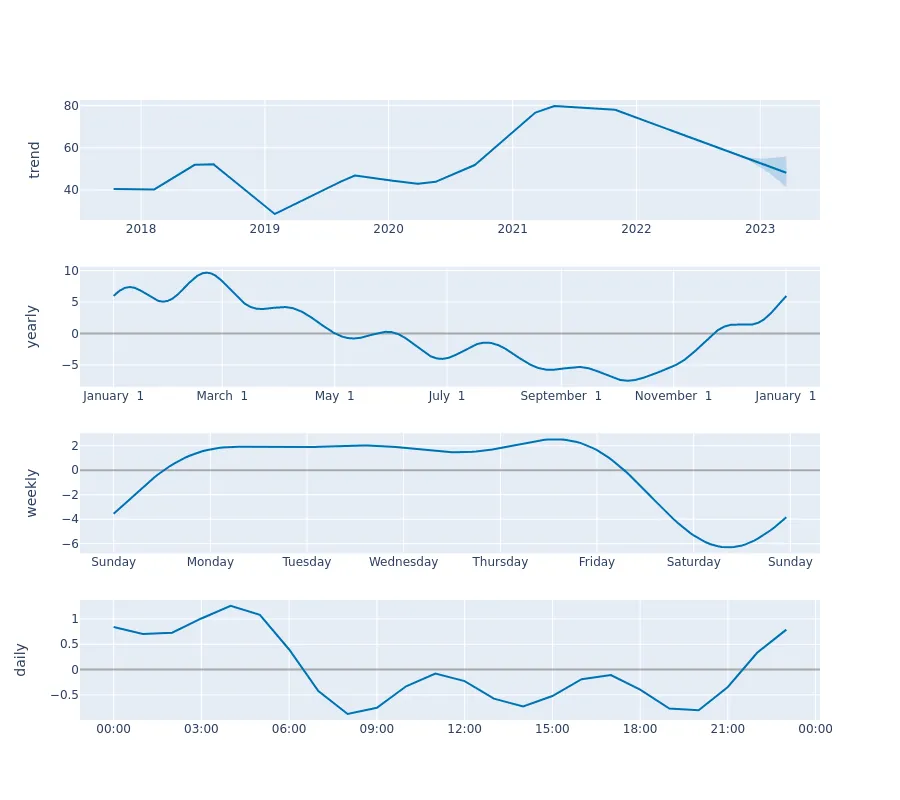 trend
80
60
40
2018 2019 2020 2021 2022 2023
yearly
10
5
0
−5
January 1 March 1 May 1 July 1 September 1 November 1 January 1
weekly
2
0
−2
−4
−6
Sunday Monday Tuesday Wednesday Thursday Friday Saturday Sunday
daily
1
0.5
0
−0.5
00:00 03:00 06:00 09:00 12:00 15:00 18:00 21:00 00:00